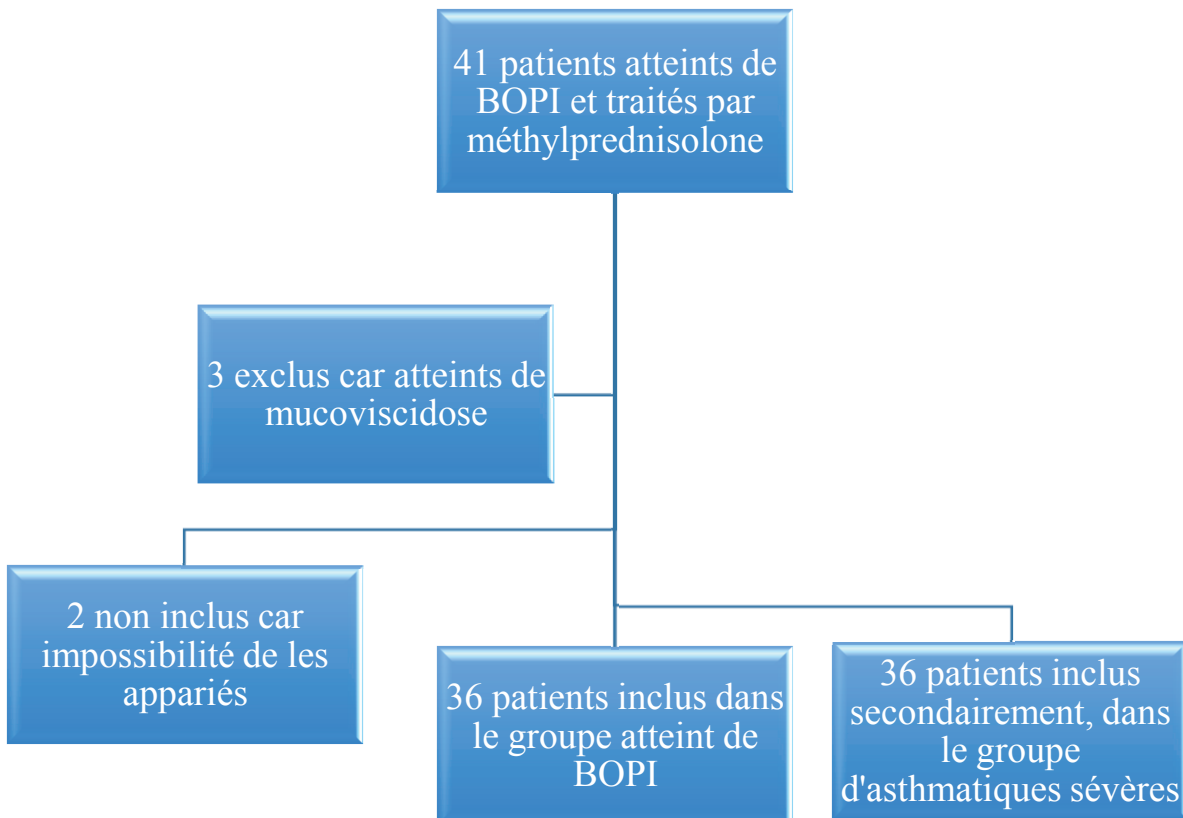 41 patients atteints de
BOPI et traités par
méthylprednisolone
3 exclus car atteints de
mucoviscidose
2 non inclus car
impossibilité de les
appariés
36 patients inclus dans
le groupe atteint de
BOPI
36 patients inclus
secondairement, dans
le groupe
d'asthmatiques sévères